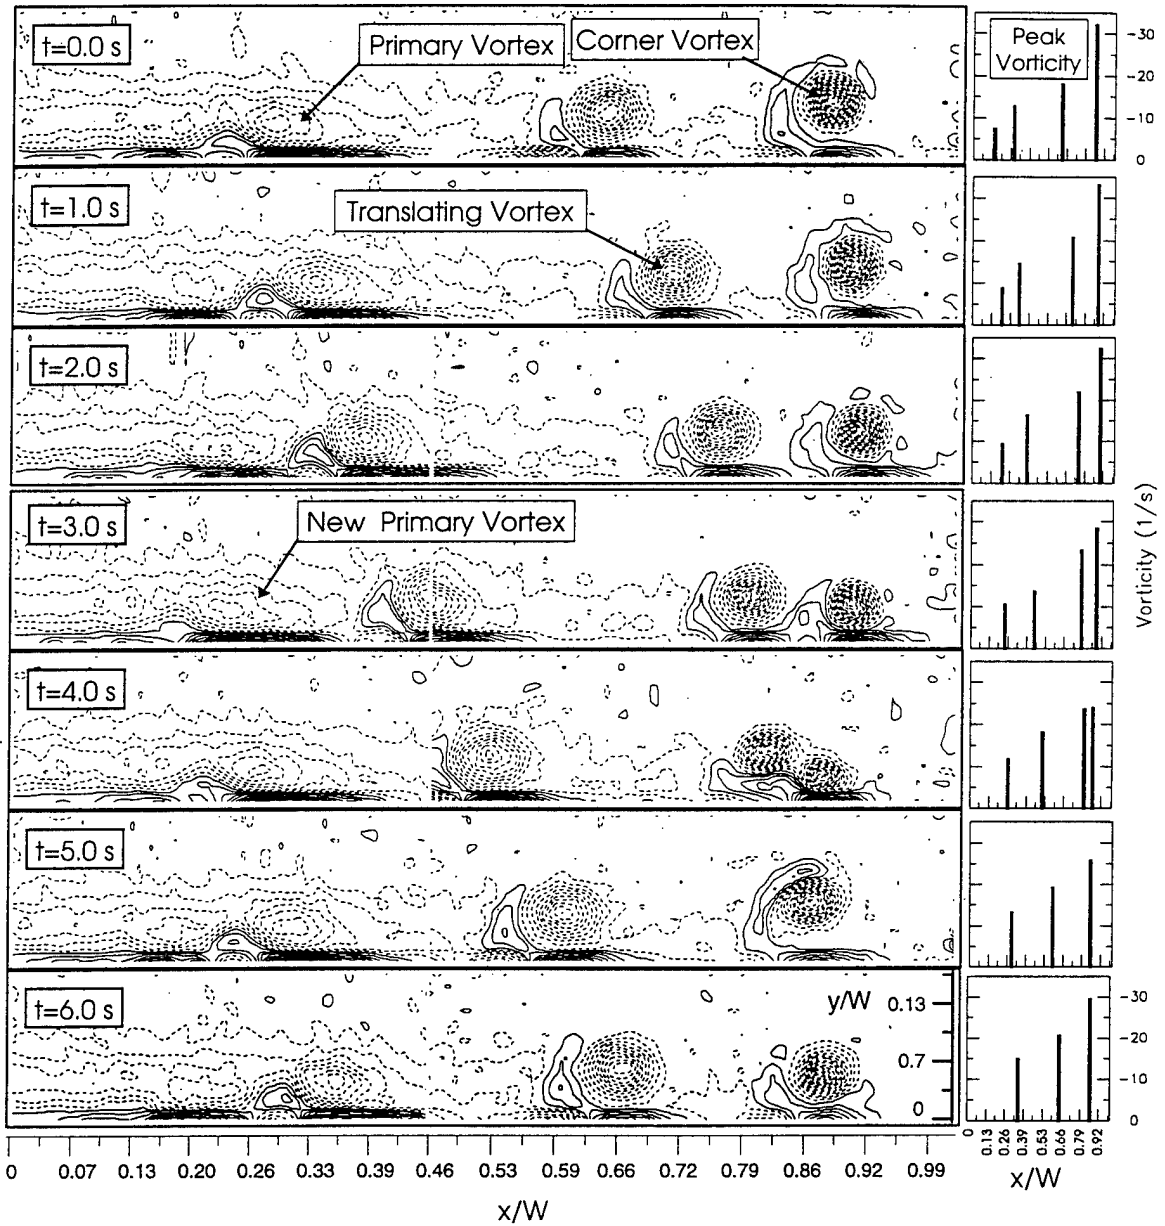 t=0.0 s
Primary Vortex
Corner Vortex
Peak
Vorticity
-30
-20
-10
0
t=1.0 s
Translating Vortex
t=2.0 s
t=3.0 s
New Primary Vortex
Vorticity (1/s)
t=4.0 s
t=5.0 s
t=6.0 s
y/W
0.13
0.7
0
-30
-20
-10
0
0 0.07 0.13 0.20 0.26 0.33 0.39 0.46 0.53 0.59 0.66 0.72 0.79 0.86 0.92 0.99
x/W
0 0.13 0.26 0.39 0.53 0.66 0.79 0.92
x/W